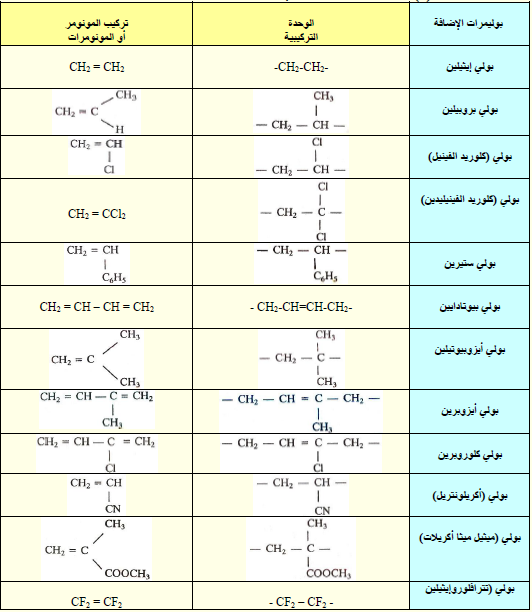 بوليمرات الإضافة
الوحدة
التركيبية
تركيب المونومر
أو المونومرات
بولي إيثيلين
-CH₂-CH₂-
CH₂ = CH₂
بولي بروبيلين
CH₃
|
— CH₂ — CH —
CH₃
CH₂ = C
H
بولي (كلوريد الفينيل)
Cl
|
— CH₂ — CH —
CH₂ = CH
|
Cl
بولي (كلوريد الفينيليدين)
Cl
|
— CH₂ — C —
|
Cl
CH₂ = CCl₂
بولي ستيرين
— CH₂ — CH —
|
C₆H₅
CH₂ = CH
|
C₆H₅
بولي بيوتادايين
- CH₂-CH=CH-CH₂-
CH₂ = CH – CH = CH₂
بولي أيزوبيوتيلين
CH₃
|
— CH₂ — C —
|
CH₃
CH₃
CH₂ = C
CH₃
بولي أيزوبرين
— CH₂ — CH = C — CH₂ —
|
CH₃
CH₂ = CH — C = CH₂
|
CH₃
بولي كلوروبرين
— CH₂ — CH = C — CH₂ —
|
Cl
CH₂ = CH — C = CH₂
|
Cl
بولي (أكريلونتريل)
— CH₂ — CH —
|
CN
CH₂ = CH
|
CN
بولي (ميثيل ميثا أكريلات)
CH₃
|
— CH₂ — C —
|
COOCH₃
CH₃
CH₂ = C
COOCH₃
بولي (تترافلوروإيثيلين
- CF₂ – CF₂ -
CF₂ = CF₂